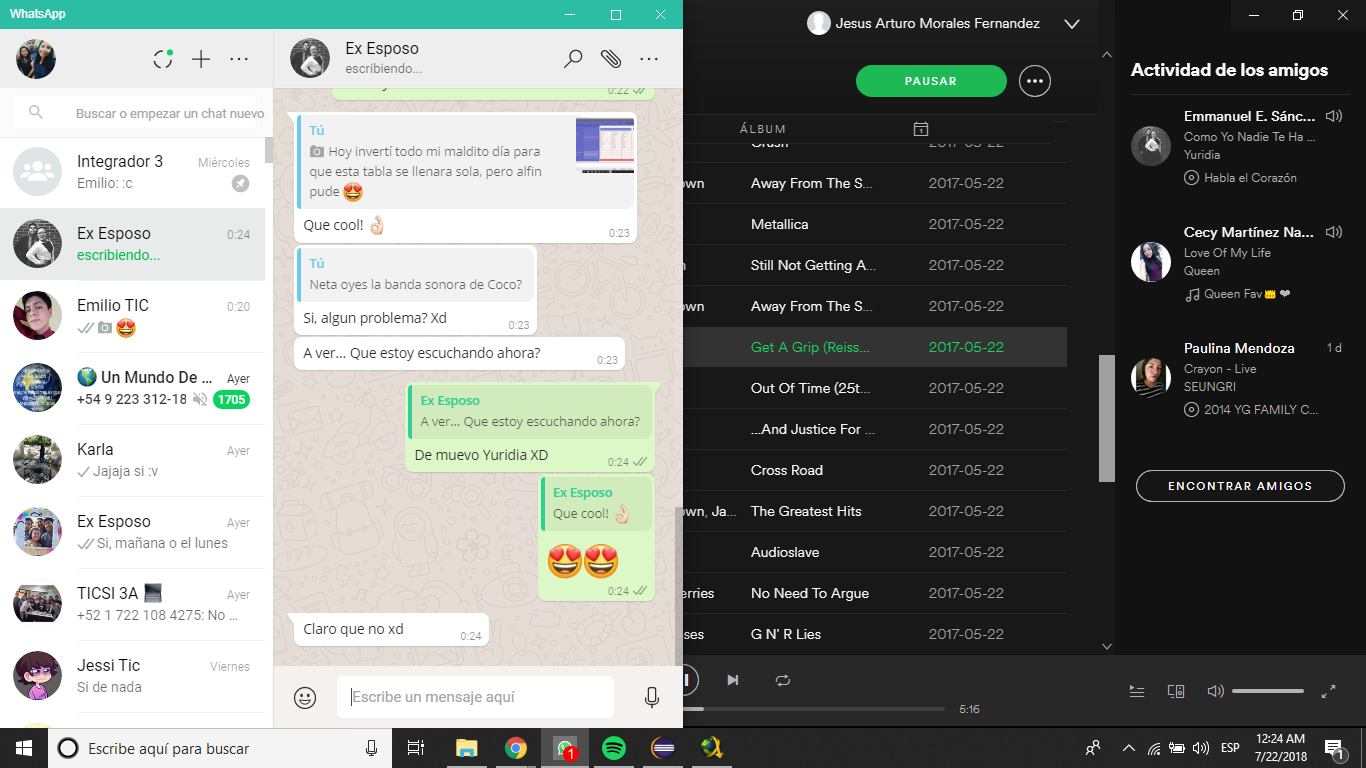 WhatsApp
Buscar o empezar un chat nuevo
Integrador 3 Miércoles
Emilio: :c
Ex Esposo 0:24
escribiendo...
Emilio TIC 0:20
🌎 Un Mundo De ... Ayer
+54 9 223 312-18 1705
Karla Ayer
Jajaja si :v
Ex Esposo Ayer
Si, mañana o el lunes
TICSI 3A 💻 Ayer
+52 1 722 108 4275: No ...
Jessi Tic Viernes
Si de nada
Ex Esposo
escribiendo...
0:22
Tú
Hoy invertí todo mi maldito día para
que esta tabla se llenara sola, pero alfin
pude 😍
Que cool! 👌🏻 0:23
Tú
Neta oyes la banda sonora de Coco?
Si, algun problema? Xd 0:23
A ver... Que estoy escuchando ahora? 0:23
Ex Esposo
A ver... Que estoy escuchando ahora?
De muevo Yuridia XD 0:24
Ex Esposo
Que cool! 👌🏻
😍😍
0:24
Claro que no xd 0:24
Escribe un mensaje aquí
Jesus Arturo Morales Fernandez
PAUSAR
ÁLBUM
Crash 2017-05-22
own Away From The S... 2017-05-22
Metallica 2017-05-22
Still Not Getting A... 2017-05-22
own Away From The S... 2017-05-22
Get A Grip (Reiss... 2017-05-22
Out Of Time (25t... 2017-05-22
...And Justice For ... 2017-05-22
Cross Road 2017-05-22
own, Ja... The Greatest Hits 2017-05-22
Audioslave 2017-05-22
erries No Need To Argue 2017-05-22
ses G N' R Lies 2017-05-22
5:16
Actividad de los amigos
Emmanuel E. Sánc...
Como Yo Nadie Te Ha ...
Yuridia
Habla el Corazón
Cecy Martínez Na...
Love Of My Life
Queen
Queen Fav👑 ❤
Paulina Mendoza 1 d
Crayon - Live
SEUNGRI
2014 YG FAMILY C...
ENCONTRAR AMIGOS
Escribe aquí para buscar
1
ESP
12:24 AM
7/22/2018
1